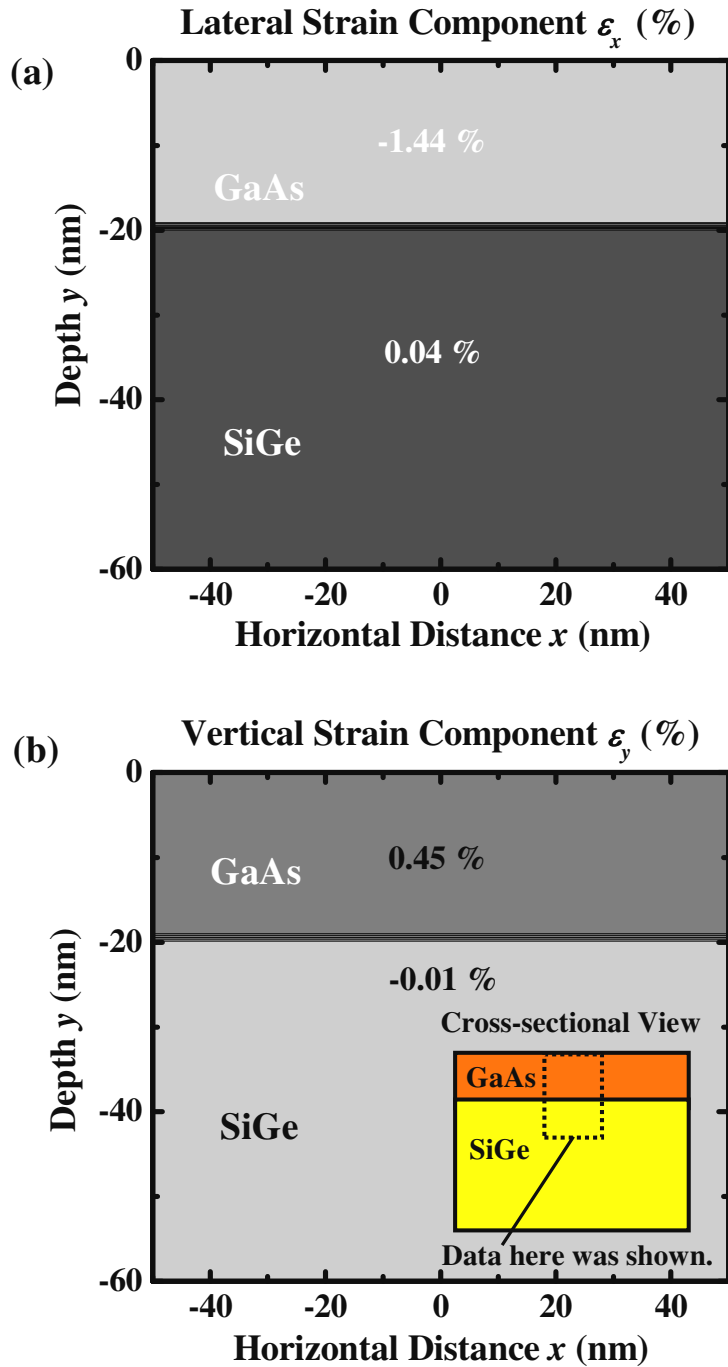 Lateral Strain Component εx (%)
(a)
0
-20
-40
-60
Depth y (nm)
-1.44 %
GaAs
0.04 %
SiGe
-40 -20 0 20 40
Horizontal Distance x (nm)
Vertical Strain Component εy (%)
(b)
0
-20
-40
-60
Depth y (nm)
0.45 %
GaAs
-0.01 %
SiGe
Cross-sectional View
GaAs
SiGe
Data here was shown.
-40 -20 0 20 40
Horizontal Distance x (nm)